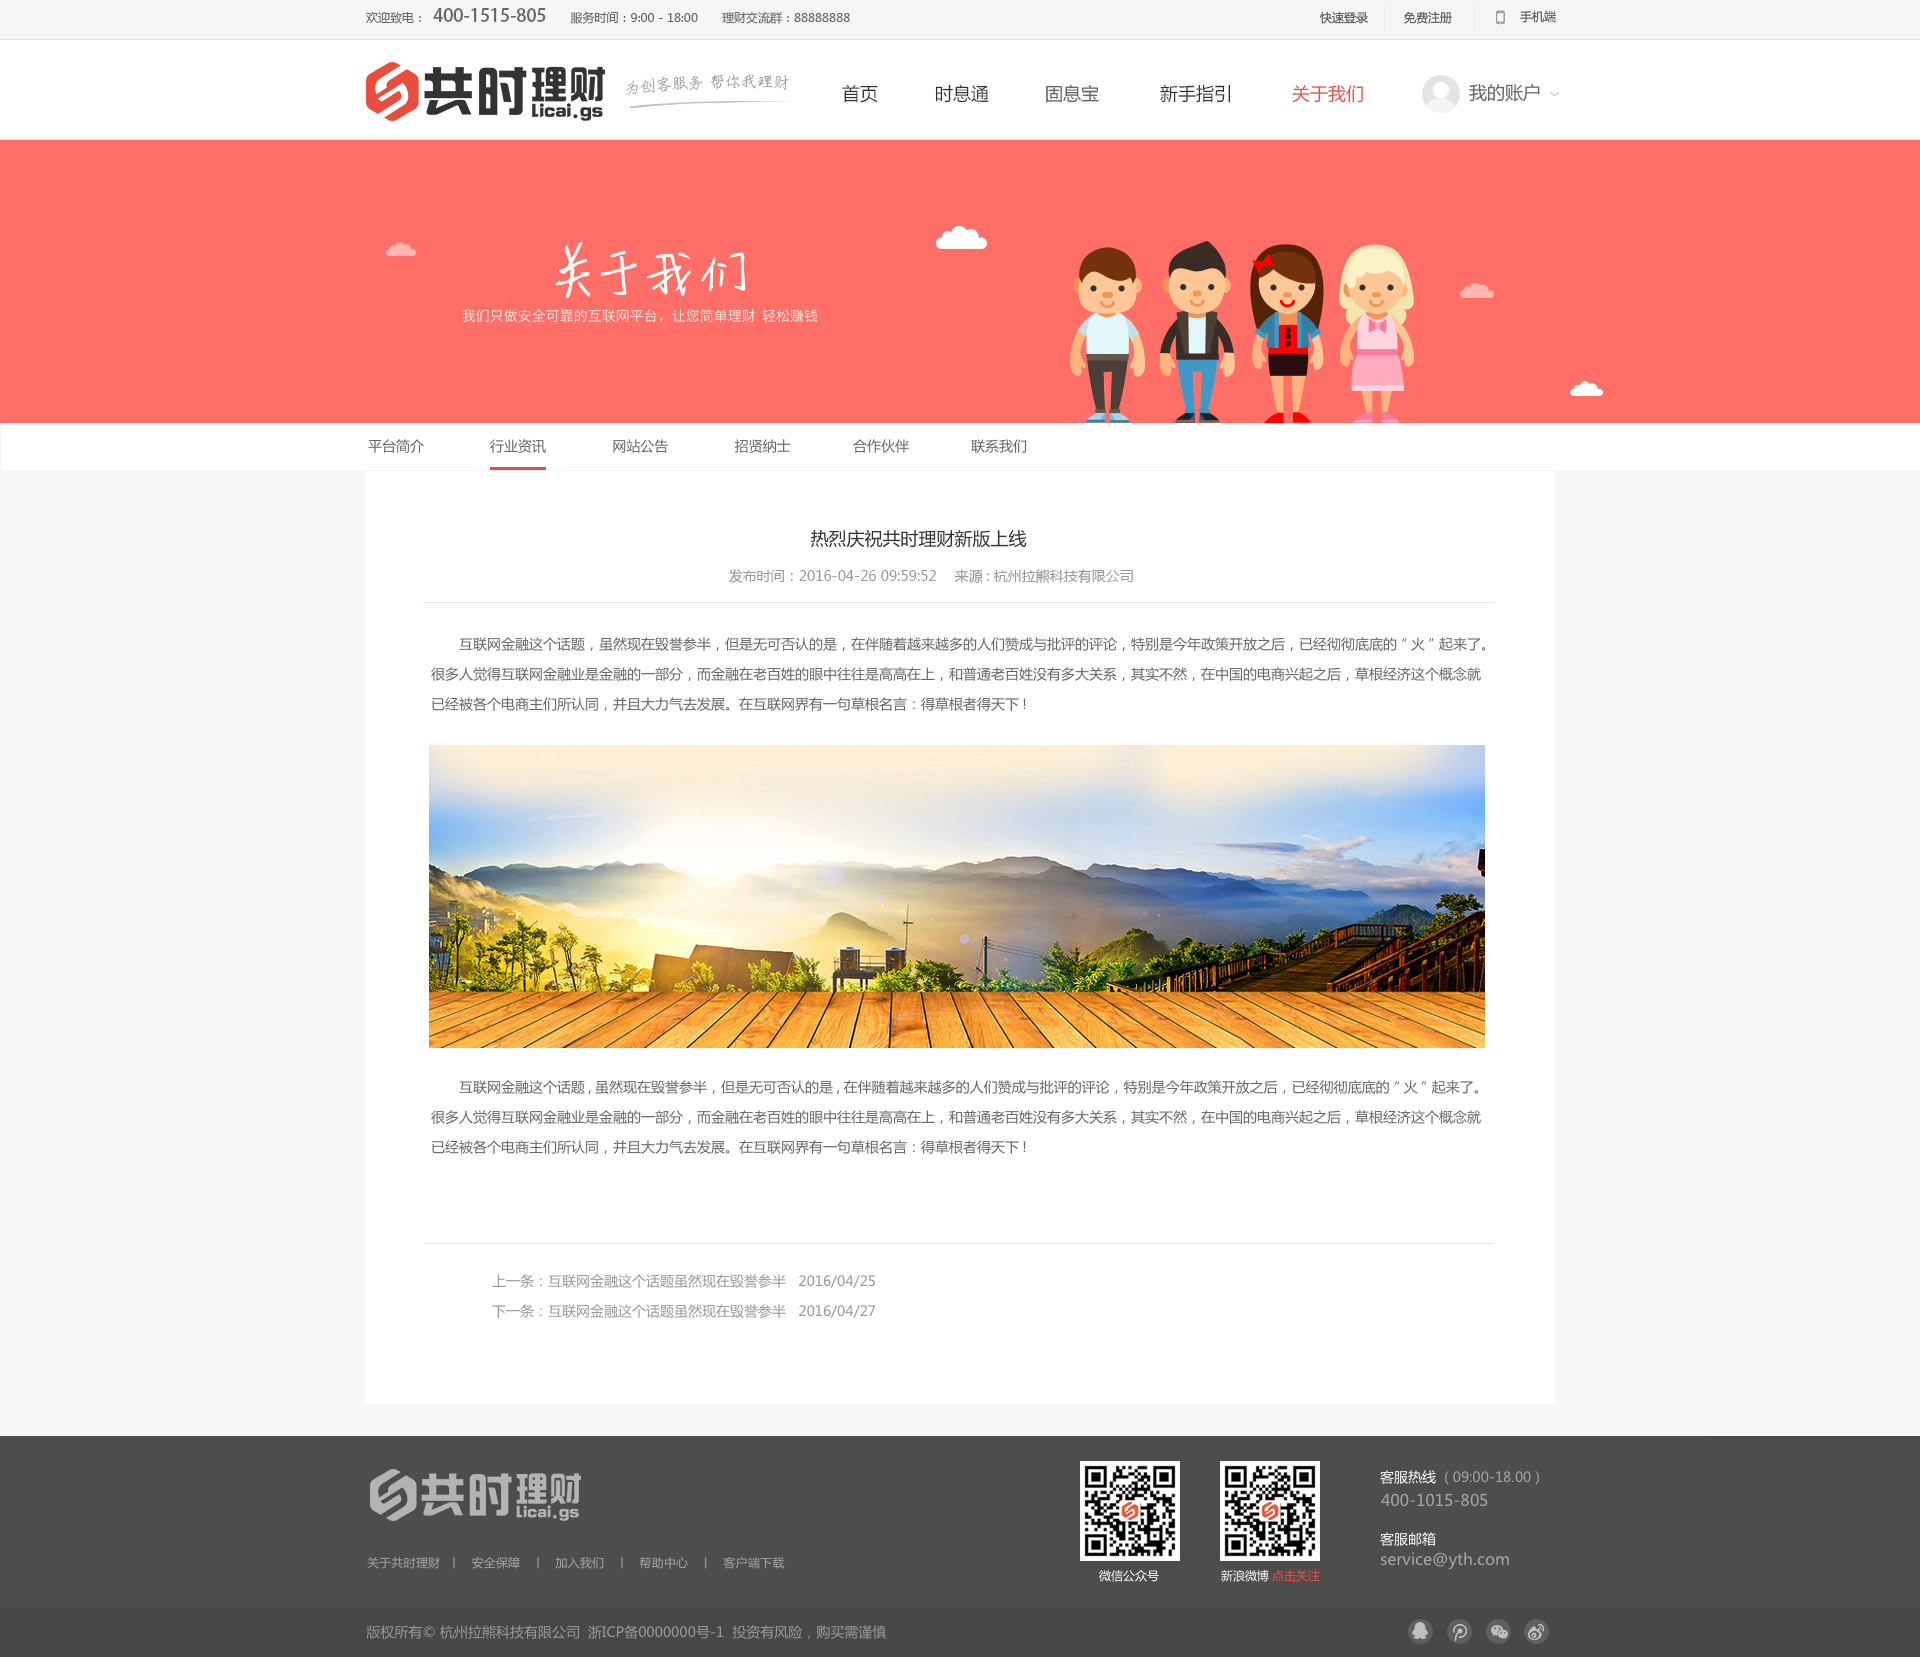 欢迎致电： 400-1515-805 服务时间：9:00 - 18:00 理财交流群：88888888 快速登录 免费注册 手机端
共时理财 Licai.gs 为创客服务 帮你我理财 首页 时息通 固息宝 新手指引 关于我们 我的账户
关于我们
我们只做安全可靠的互联网平台，让您简单理财 轻松赚钱
平台简介 行业资讯 网站公告 招贤纳士 合作伙伴 联系我们
热烈庆祝共时理财新版上线
发布时间：2016-04-26 09:59:52 来源：杭州拉熊科技有限公司
互联网金融这个话题，虽然现在毁誉参半，但是无可否认的是，在伴随着越来越多的人们赞成与批评的评论，特别是今年政策开放之后，已经彻彻底底的“火”起来了。
很多人觉得互联网金融业是金融的一部分，而金融在老百姓的眼中往往是高高在上，和普通老百姓没有多大关系，其实不然，在中国的电商兴起之后，草根经济这个概念就
已经被各个电商主们所认同，并且大力气去发展。在互联网界有一句草根名言：得草根者得天下！
互联网金融这个话题，虽然现在毁誉参半，但是无可否认的是，在伴随着越来越多的人们赞成与批评的评论，特别是今年政策开放之后，已经彻彻底底的“火”起来了。
很多人觉得互联网金融业是金融的一部分，而金融在老百姓的眼中往往是高高在上，和普通老百姓没有多大关系，其实不然，在中国的电商兴起之后，草根经济这个概念就
已经被各个电商主们所认同，并且大力气去发展。在互联网界有一句草根名言：得草根者得天下！
上一条：互联网金融这个话题虽然现在毁誉参半 2016/04/25
下一条：互联网金融这个话题虽然现在毁誉参半 2016/04/27
共时理财 Licai.gs
关于共时理财 | 安全保障 | 加入我们 | 帮助中心 | 客户端下载
微信公众号
新浪微博 点击关注
客服热线（09:00-18.00）
400-1015-805
客服邮箱
service@yth.com
版权所有© 杭州拉熊科技有限公司 浙ICP备0000000号-1 投资有风险，购买需谨慎